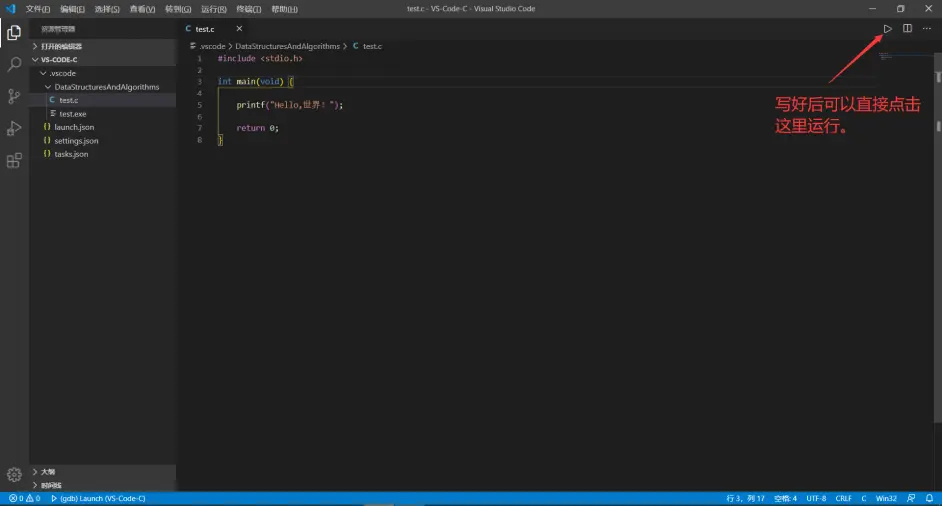 文件(F) 编辑(E) 选择(S) 查看(V) 转到(G) 运行(R) 终端(T) 帮助(H) test.c - VS-Code-C - Visual Studio Code
资源管理器
打开的编辑器
VS-CODE-C
.vscode
DataStructuresAndAlgorithms
C test.c
test.exe
{} launch.json
{} settings.json
{} tasks.json
大纲
时间线
C test.c
.vscode > DataStructuresAndAlgorithms > C test.c
1 #include <stdio.h>
2
3 int main(void) {
4
5 printf("Hello,世界! ");
6
7 return 0;
8 }
写好后可以直接点击
这里运行。
0 0 (gdb) Launch (VS-Code-C) 行 3，列 17 空格: 4 UTF-8 CRLF C Win32